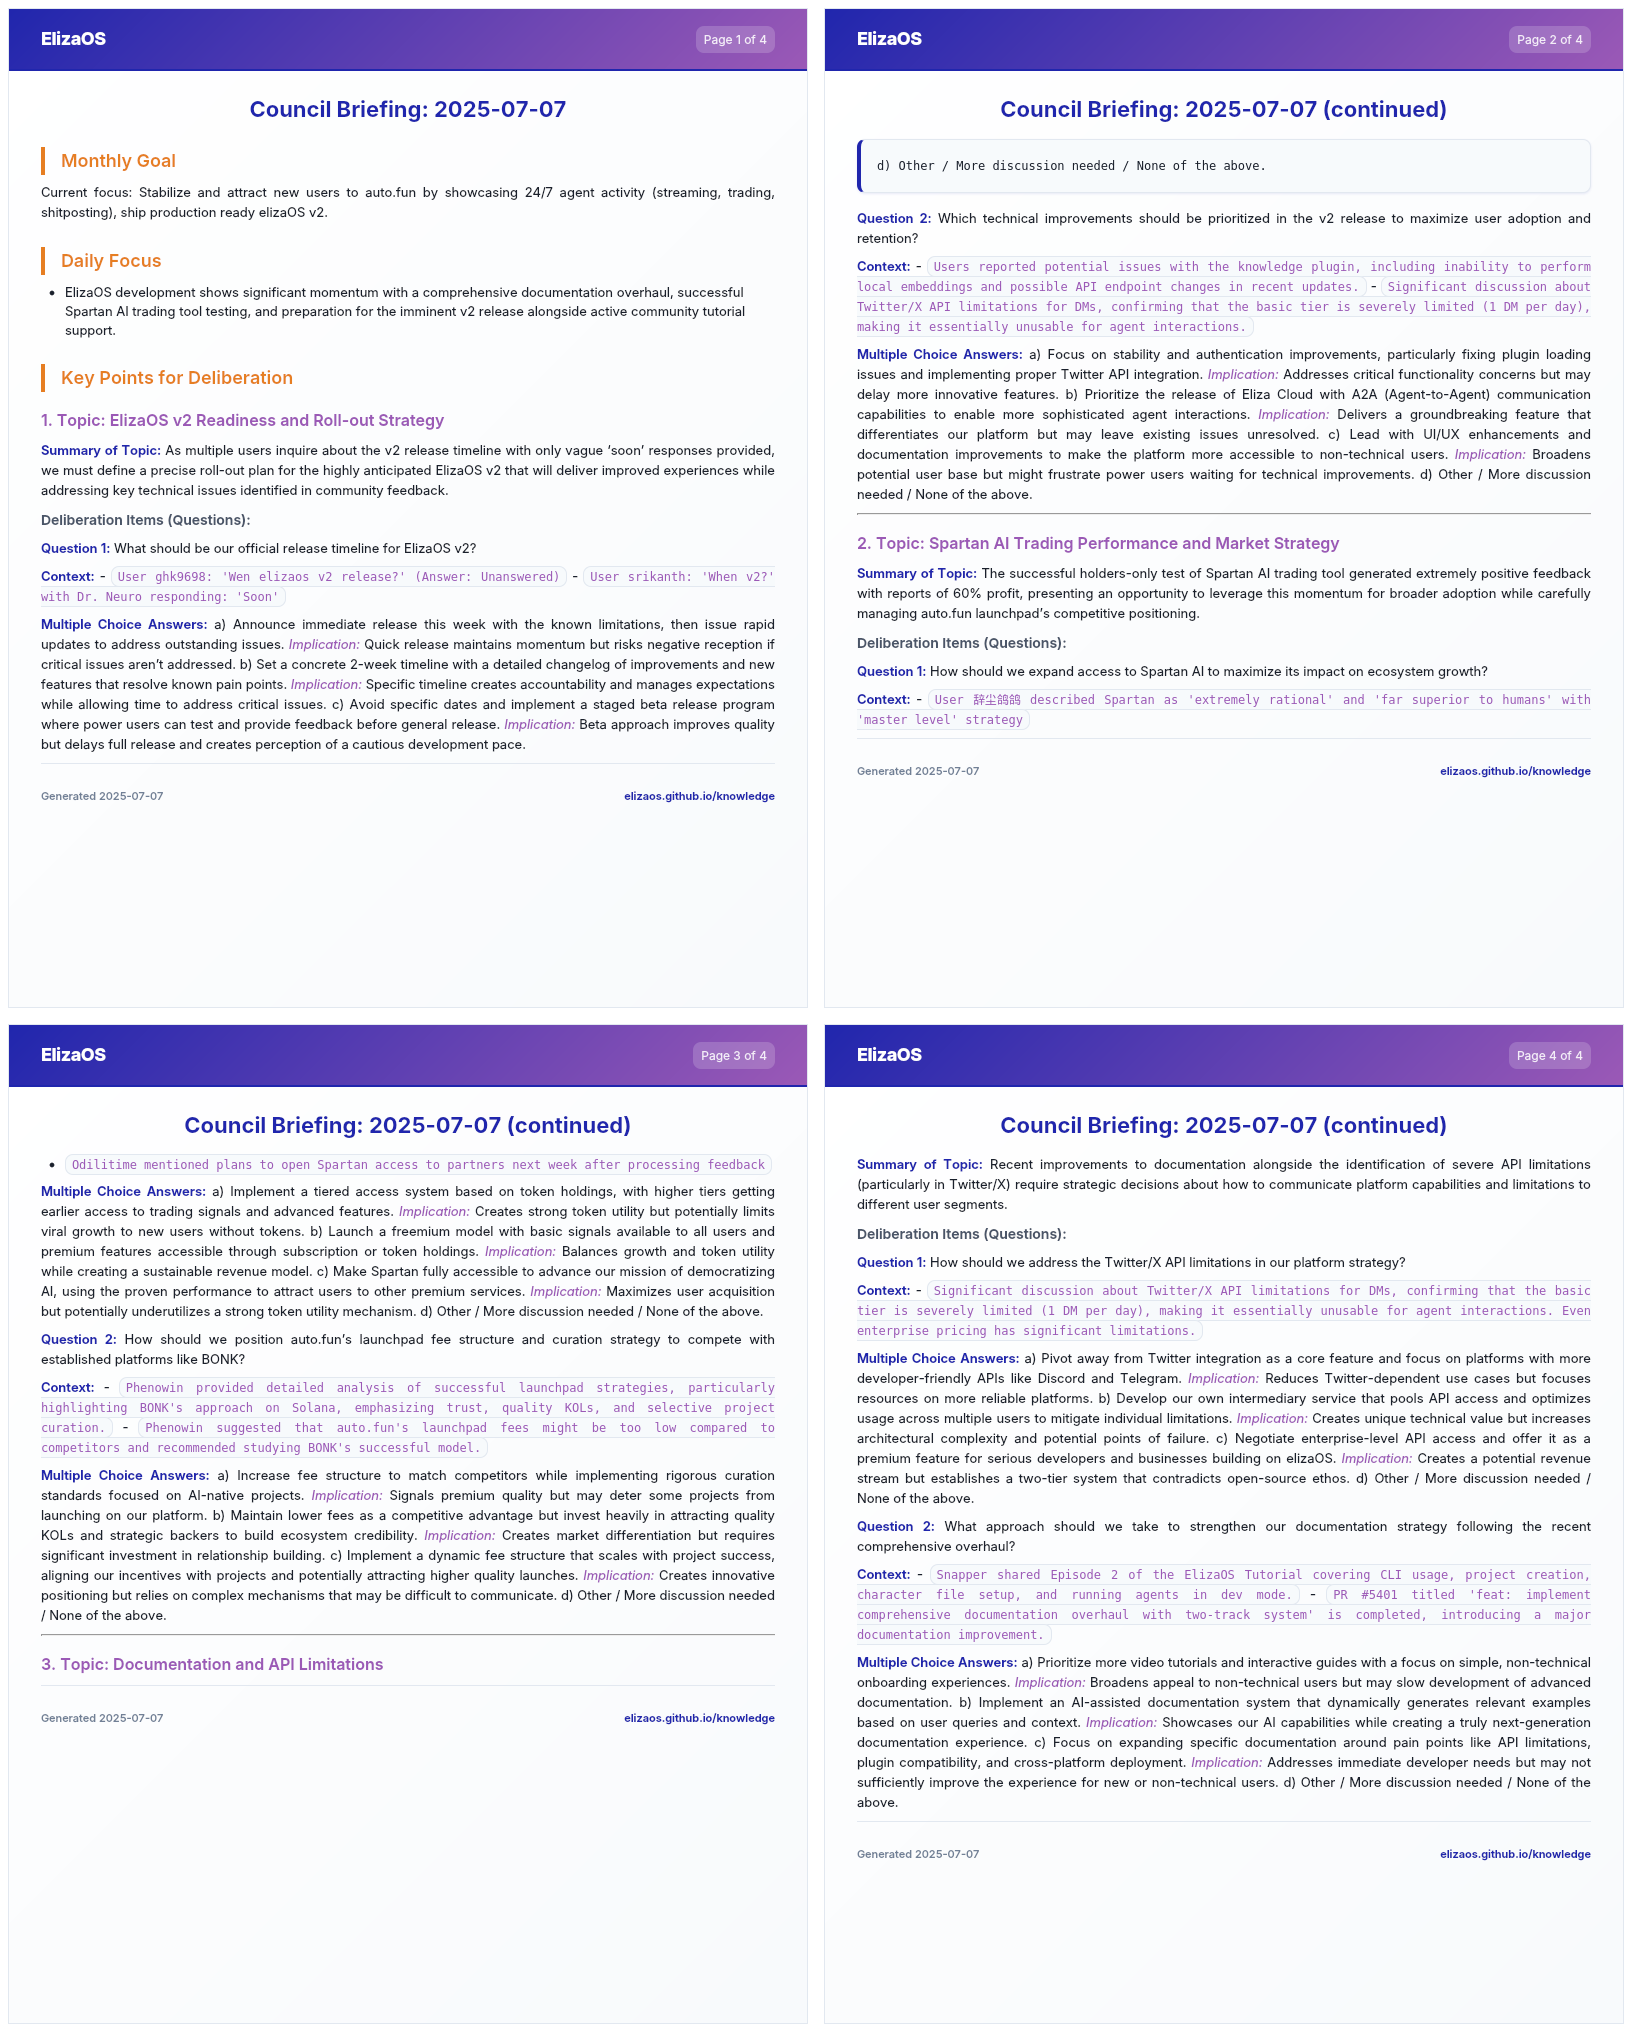 ElizaOS
Page 1 of 4
Council Briefing: 2025-07-07
Monthly Goal
Current focus: Stabilize and attract new users to auto.fun by showcasing 24/7 agent activity (streaming, trading,
shitposting), ship production ready elizaOS v2.
Daily Focus
• ElizaOS development shows significant momentum with a comprehensive documentation overhaul, successful
Spartan AI trading tool testing, and preparation for the imminent v2 release alongside active community tutorial
support.
Key Points for Deliberation
1. Topic: ElizaOS v2 Readiness and Roll-out Strategy
Summary of Topic: As multiple users inquire about the v2 release timeline with only vague ‘soon’ responses provided,
we must define a precise roll-out plan for the highly anticipated ElizaOS v2 that will deliver improved experiences while
addressing key technical issues identified in community feedback.
Deliberation Items (Questions):
Question 1: What should be our official release timeline for ElizaOS v2?
Context: - User ghk9698: 'Wen elizaos v2 release?' (Answer: Unanswered) - User srikanth: 'When v2?'
with Dr. Neuro responding: 'Soon'
Multiple Choice Answers: a) Announce immediate release this week with the known limitations, then issue rapid
updates to address outstanding issues. Implication: Quick release maintains momentum but risks negative reception if
critical issues aren’t addressed. b) Set a concrete 2-week timeline with a detailed changelog of improvements and new
features that resolve known pain points. Implication: Specific timeline creates accountability and manages expectations
while allowing time to address critical issues. c) Avoid specific dates and implement a staged beta release program
where power users can test and provide feedback before general release. Implication: Beta approach improves quality
but delays full release and creates perception of a cautious development pace.
Generated 2025-07-07
elizaos.github.io/knowledge
ElizaOS
Page 2 of 4
Council Briefing: 2025-07-07 (continued)
d) Other / More discussion needed / None of the above.
Question 2: Which technical improvements should be prioritized in the v2 release to maximize user adoption and
retention?
Context: - Users reported potential issues with the knowledge plugin, including inability to perform
local embeddings and possible API endpoint changes in recent updates. - Significant discussion about
Twitter/X API limitations for DMs, confirming that the basic tier is severely limited (1 DM per day),
making it essentially unusable for agent interactions.
Multiple Choice Answers: a) Focus on stability and authentication improvements, particularly fixing plugin loading
issues and implementing proper Twitter API integration. Implication: Addresses critical functionality concerns but may
delay more innovative features. b) Prioritize the release of Eliza Cloud with A2A (Agent-to-Agent) communication
capabilities to enable more sophisticated agent interactions. Implication: Delivers a groundbreaking feature that
differentiates our platform but may leave existing issues unresolved. c) Lead with UI/UX enhancements and
documentation improvements to make the platform more accessible to non-technical users. Implication: Broadens
potential user base but might frustrate power users waiting for technical improvements. d) Other / More discussion
needed / None of the above.
2. Topic: Spartan AI Trading Performance and Market Strategy
Summary of Topic: The successful holders-only test of Spartan AI trading tool generated extremely positive feedback
with reports of 60% profit, presenting an opportunity to leverage this momentum for broader adoption while carefully
managing auto.fun launchpad’s competitive positioning.
Deliberation Items (Questions):
Question 1: How should we expand access to Spartan AI to maximize its impact on ecosystem growth?
Context: - User 辞尘鸽鸽 described Spartan as 'extremely rational' and 'far superior to humans' with
'master level' strategy
Generated 2025-07-07
elizaos.github.io/knowledge
ElizaOS
Page 3 of 4
Council Briefing: 2025-07-07 (continued)
• Odilitime mentioned plans to open Spartan access to partners next week after processing feedback
Multiple Choice Answers: a) Implement a tiered access system based on token holdings, with higher tiers getting
earlier access to trading signals and advanced features. Implication: Creates strong token utility but potentially limits
viral growth to new users without tokens. b) Launch a freemium model with basic signals available to all users and
premium features accessible through subscription or token holdings. Implication: Balances growth and token utility
while creating a sustainable revenue model. c) Make Spartan fully accessible to advance our mission of democratizing
AI, using the proven performance to attract users to other premium services. Implication: Maximizes user acquisition
but potentially underutilizes a strong token utility mechanism. d) Other / More discussion needed / None of the above.
Question 2: How should we position auto.fun’s launchpad fee structure and curation strategy to compete with
established platforms like BONK?
Context: - Phenowin provided detailed analysis of successful launchpad strategies, particularly
highlighting BONK's approach on Solana, emphasizing trust, quality KOLs, and selective project
curation. - Phenowin suggested that auto.fun's launchpad fees might be too low compared to
competitors and recommended studying BONK's successful model.
Multiple Choice Answers: a) Increase fee structure to match competitors while implementing rigorous curation
standards focused on AI-native projects. Implication: Signals premium quality but may deter some projects from
launching on our platform. b) Maintain lower fees as a competitive advantage but invest heavily in attracting quality
KOLs and strategic backers to build ecosystem credibility. Implication: Creates market differentiation but requires
significant investment in relationship building. c) Implement a dynamic fee structure that scales with project success,
aligning our incentives with projects and potentially attracting higher quality launches. Implication: Creates innovative
positioning but relies on complex mechanisms that may be difficult to communicate. d) Other / More discussion needed
/ None of the above.
3. Topic: Documentation and API Limitations
Generated 2025-07-07
elizaos.github.io/knowledge
ElizaOS
Page 4 of 4
Council Briefing: 2025-07-07 (continued)
Summary of Topic: Recent improvements to documentation alongside the identification of severe API limitations
(particularly in Twitter/X) require strategic decisions about how to communicate platform capabilities and limitations to
different user segments.
Deliberation Items (Questions):
Question 1: How should we address the Twitter/X API limitations in our platform strategy?
Context: - Significant discussion about Twitter/X API limitations for DMs, confirming that the basic
tier is severely limited (1 DM per day), making it essentially unusable for agent interactions. Even
enterprise pricing has significant limitations.
Multiple Choice Answers: a) Pivot away from Twitter integration as a core feature and focus on platforms with more
developer-friendly APIs like Discord and Telegram. Implication: Reduces Twitter-dependent use cases but focuses
resources on more reliable platforms. b) Develop our own intermediary service that pools API access and optimizes
usage across multiple users to mitigate individual limitations. Implication: Creates unique technical value but increases
architectural complexity and potential points of failure. c) Negotiate enterprise-level API access and offer it as a
premium feature for serious developers and businesses building on elizaOS. Implication: Creates a potential revenue
stream but establishes a two-tier system that contradicts open-source ethos. d) Other / More discussion needed /
None of the above.
Question 2: What approach should we take to strengthen our documentation strategy following the recent
comprehensive overhaul?
Context: - Snapper shared Episode 2 of the ElizaOS Tutorial covering CLI usage, project creation,
character file setup, and running agents in dev mode. - PR #5401 titled 'feat: implement
comprehensive documentation overhaul with two-track system' is completed, introducing a major
documentation improvement.
Multiple Choice Answers: a) Prioritize more video tutorials and interactive guides with a focus on simple, non-technical
onboarding experiences. Implication: Broadens appeal to non-technical users but may slow development of advanced
documentation. b) Implement an AI-assisted documentation system that dynamically generates relevant examples
based on user queries and context. Implication: Showcases our AI capabilities while creating a truly next-generation
documentation experience. c) Focus on expanding specific documentation around pain points like API limitations,
plugin compatibility, and cross-platform deployment. Implication: Addresses immediate developer needs but may not
sufficiently improve the experience for new or non-technical users. d) Other / More discussion needed / None of the
above.
Generated 2025-07-07
elizaos.github.io/knowledge